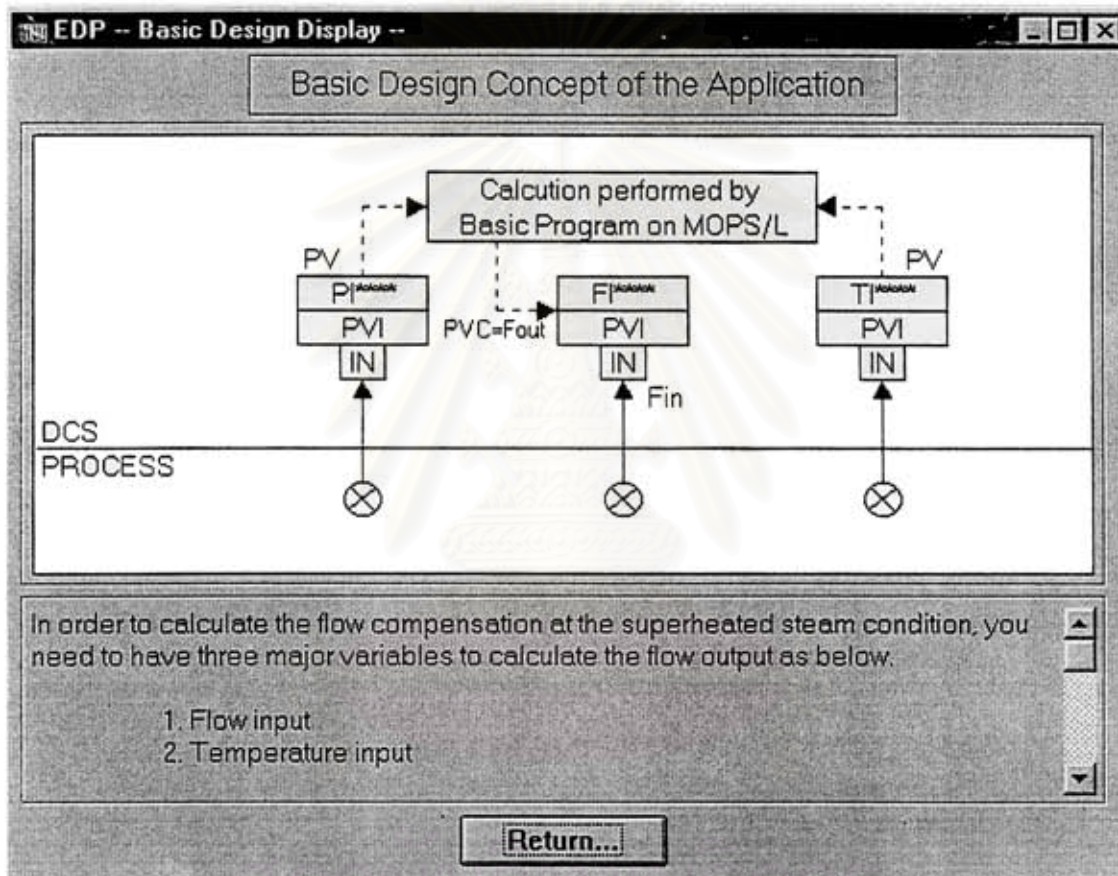 EDP -- Basic Design Display --
Basic Design Concept of the Application
Calcution performed by
Basic Program on MOPS/L
PV
PV
PI****
FI****
TI****
PVI
PVC=Fout
PVI
PVI
IN
IN
IN
Fin
DCS
PROCESS
In order to calculate the flow compensation at the superheated steam condition, you
need to have three major variables to calculate the flow output as below.
1. Flow input
2. Temperature input
Return...